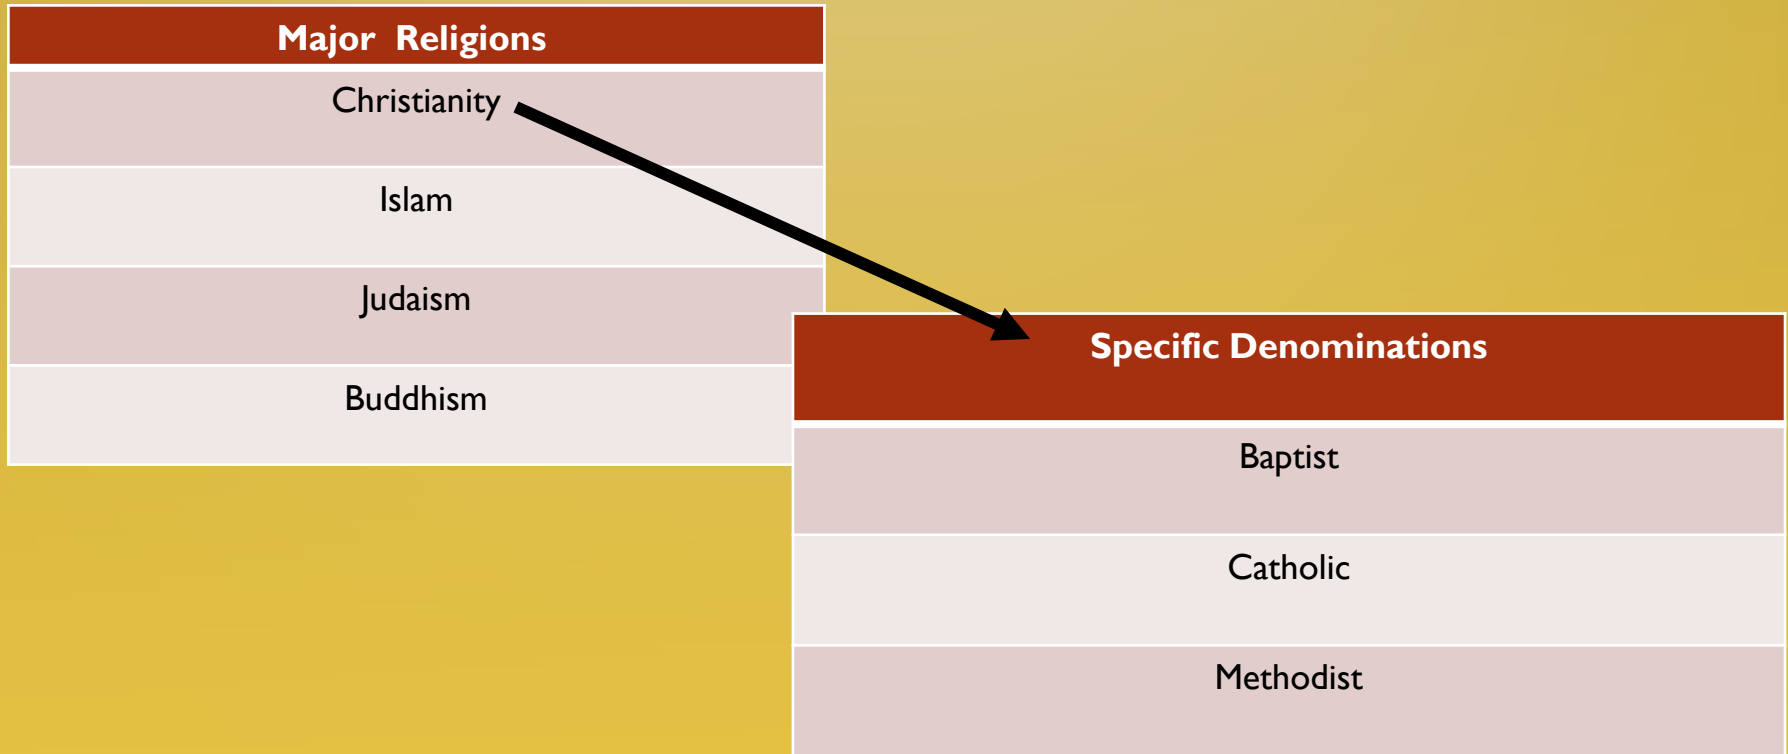 Major Religions
Christianity
Islam
Judaism
Buddhism
Specific Denominations
Baptist
Catholic
Methodist